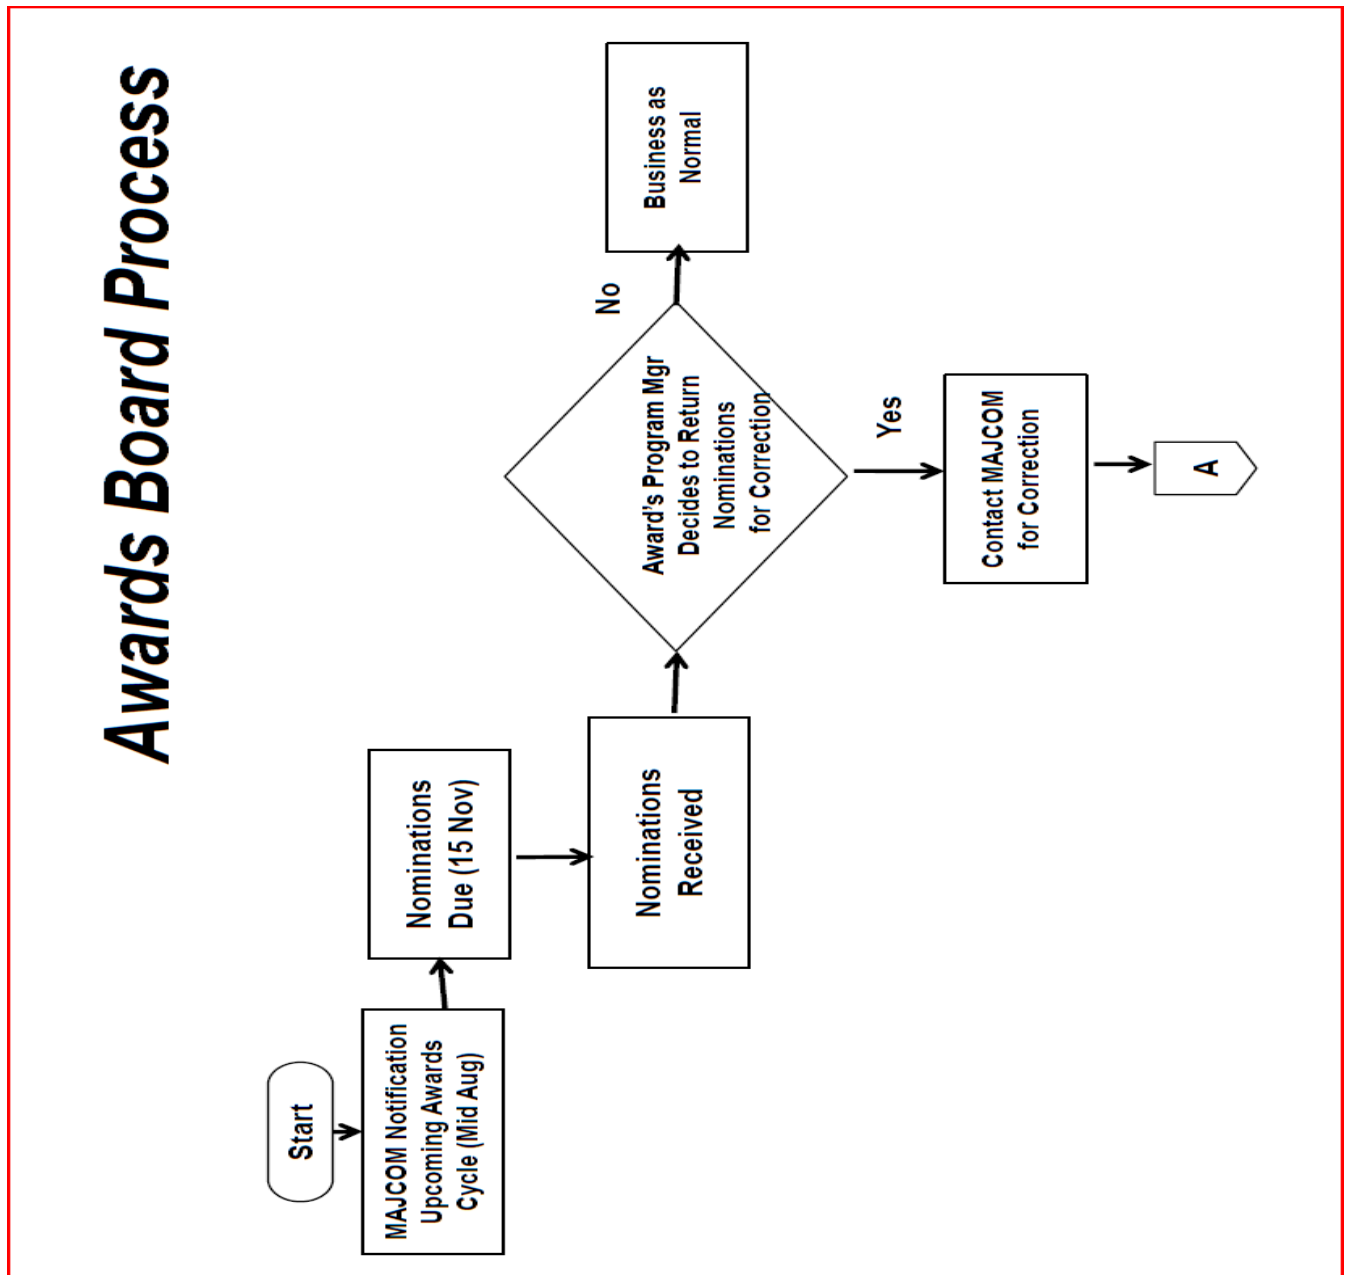 Awards Board Process
Start
MAJCOM Notification
Upcoming Awards
Cycle (Mid Aug)
Nominations
Due (15 Nov)
Nominations
Received
Award's Program Mgr
Decides to Return
Nominations
for Correction
No
Business as
Normal
Yes
Contact MAJCOM
for Correction
A